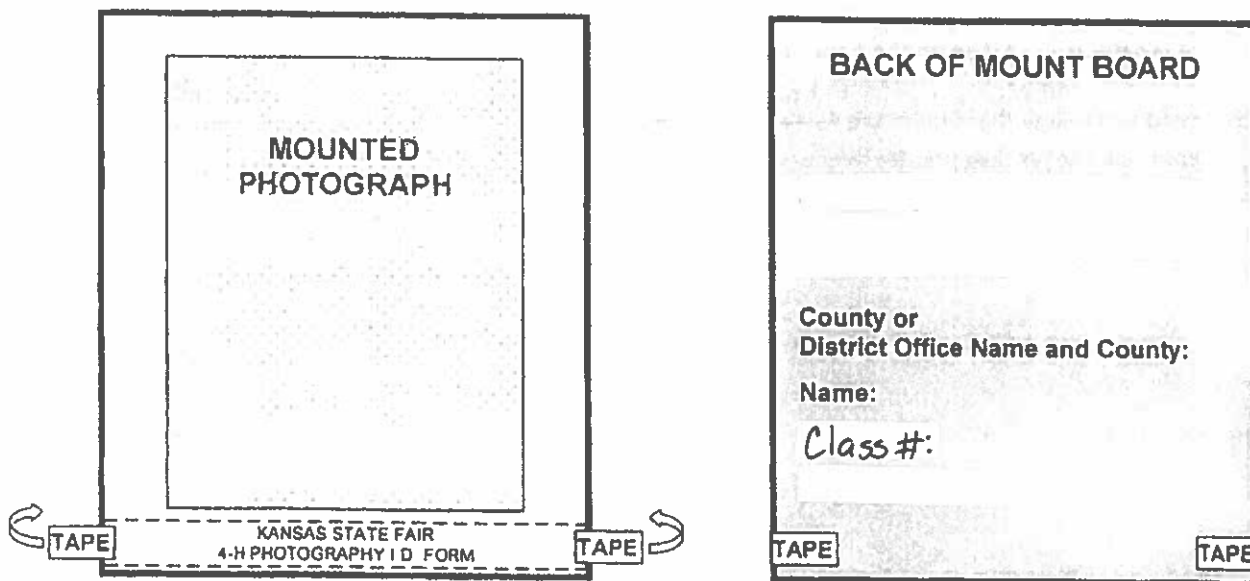 MOUNTED
PHOTOGRAPH
TAPE
KANSAS STATE FAIR
4-H PHOTOGRAPHY I D FORM
TAPE
BACK OF MOUNT BOARD
County or
District Office Name and County:
Name:
Class #:
TAPE
TAPE